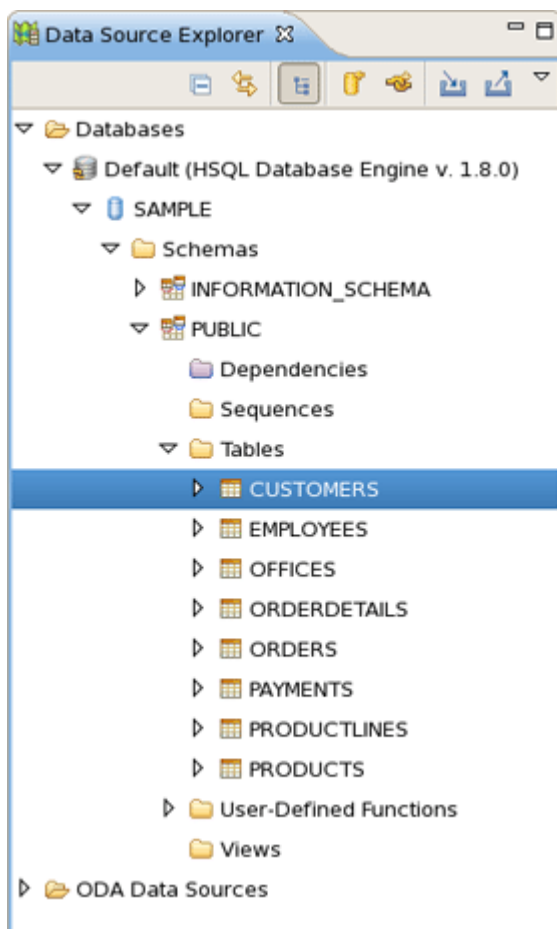 Data Source Explorer
Databases
Default (HSQL Database Engine v. 1.8.0)
SAMPLE
Schemas
INFORMATION_SCHEMA
PUBLIC
Dependencies
Sequences
Tables
CUSTOMERS
EMPLOYEES
OFFICES
ORDERDETAILS
ORDERS
PAYMENTS
PRODUCTLINES
PRODUCTS
User-Defined Functions
Views
ODA Data Sources